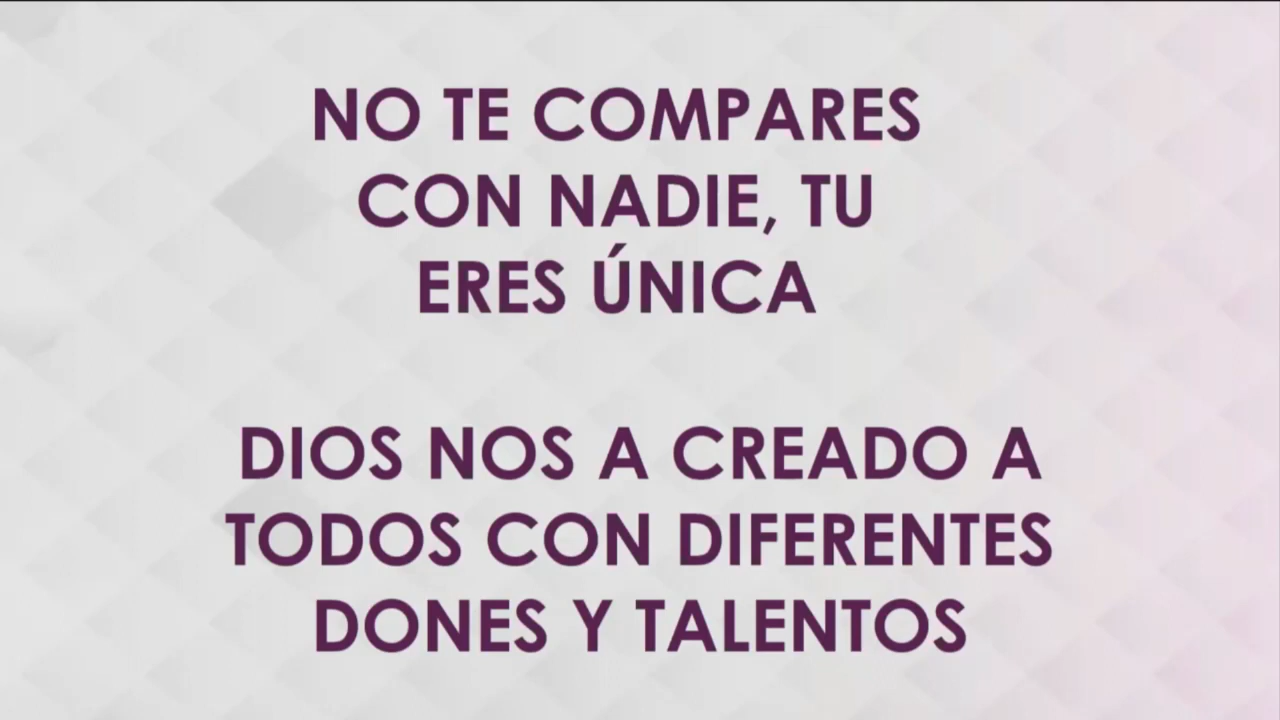 NO TE COMPARES
CON NADIE, TU
ERES ÚNICA
DIOS NOS A CREADO A
TODOS CON DIFERENTES
DONES Y TALENTOS